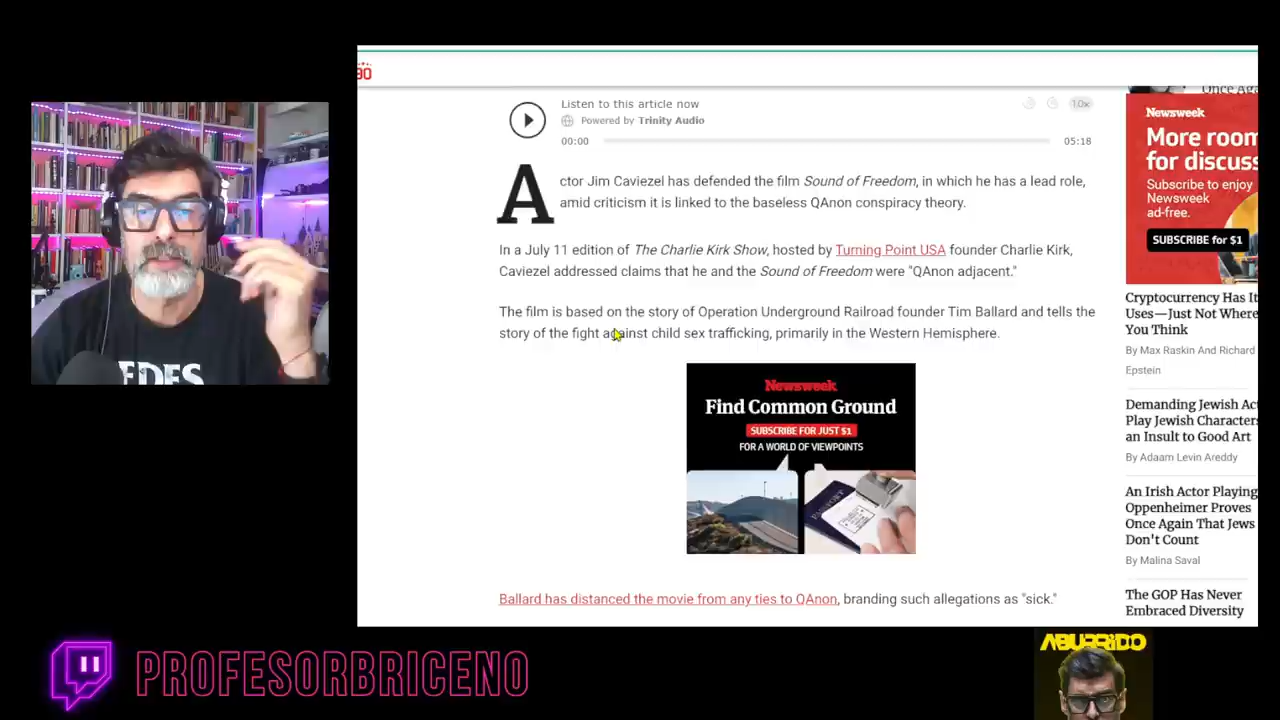 90
Once Aga
Listen to this article now
1.0x
Powered by Trinity Audio
00:00
05:18
Actor Jim Caviezel has defended the film Sound of Freedom, in which he has a lead role,
amid criticism it is linked to the baseless QAnon conspiracy theory.
In a July 11 edition of The Charlie Kirk Show, hosted by Turning Point USA founder Charlie Kirk,
Caviezel addressed claims that he and the Sound of Freedom were "QAnon adjacent."
The film is based on the story of Operation Underground Railroad founder Tim Ballard and tells the
story of the fight against child sex trafficking, primarily in the Western Hemisphere.
Newsweek
Find Common Ground
SUBSCRIBE FOR JUST $1
FOR A WORLD OF VIEWPOINTS
PASSPORT
Ballard has distanced the movie from any ties to QAnon, branding such allegations as "sick."
Newsweek
More room
for discuss
Subscribe to enjoy
Newsweek
ad-free.
SUBSCRIBE for $1
Cryptocurrency Has It
Uses—Just Not Where
You Think
By Max Raskin And Richard
Epstein
Demanding Jewish Act
Play Jewish Characters
an Insult to Good Art
By Adaam Levin Areddy
An Irish Actor Playing
Oppenheimer Proves
Once Again That Jews
Don't Count
By Malina Saval
The GOP Has Never
Embraced Diversity
EDES
PROFESORBRICENO
ABURRIDO